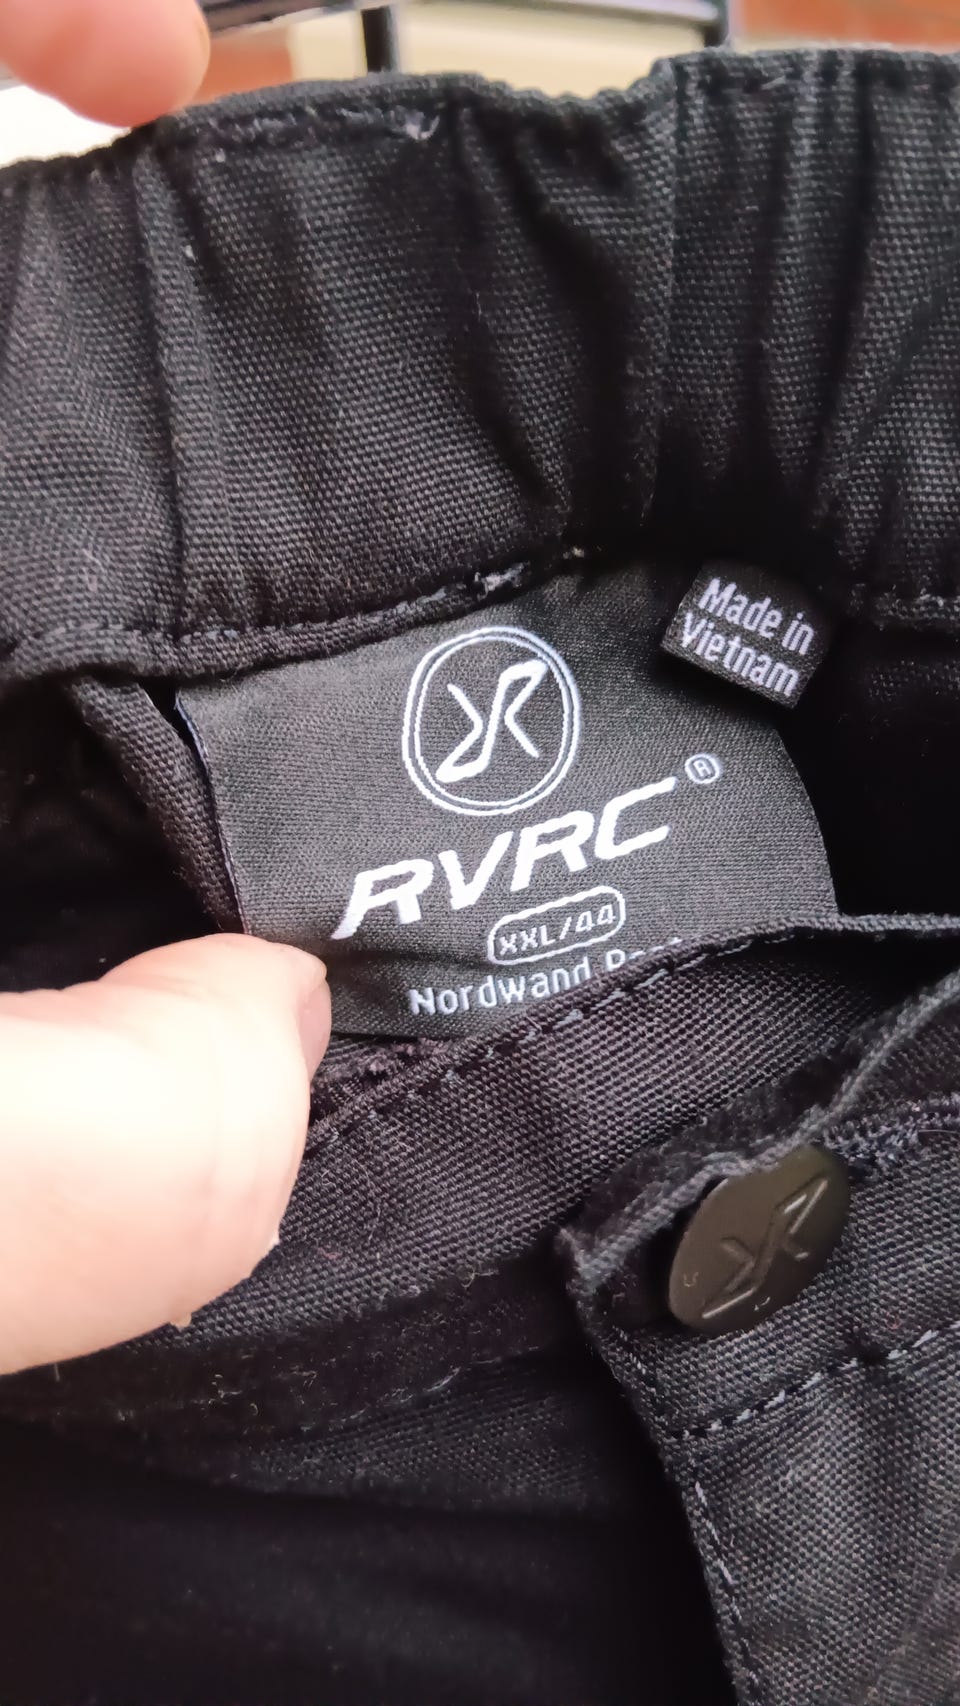 Made in
Vietnam
RVRC®
XXL/44
Nordwand